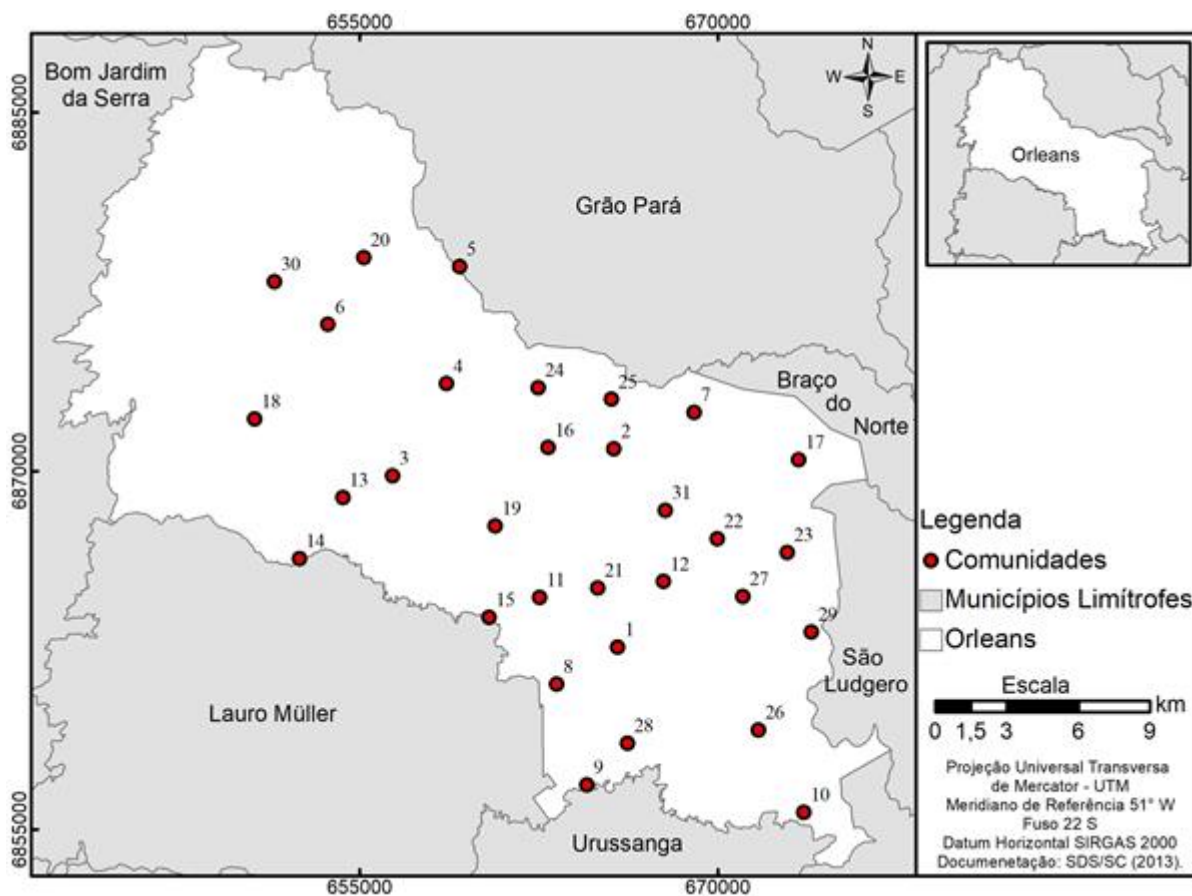 655000
670000
Bom Jardim
da Serra
N
W E
S
6885000
Orleans
Grão Pará
20
5
30
6
4
24
25
7
Braço
do
Norte
18
16
2
17
6870000
3
13
31
19
22
23
14
12
21
11
27
15
1
29
8
São
Ludgero
Lauro Müller
26
28
9
10
6855000
Urussanga
655000
670000
Legenda
Comunidades
Municípios Limítrofes
Orleans
Escala
km
0 1,5 3 6 9
Projeção Universal Transversa
de Mercator - UTM
Meridiano de Referência 51° W
Fuso 22 S
Datum Horizontal SIRGAS 2000
Documenetação: SDS/SC (2013).